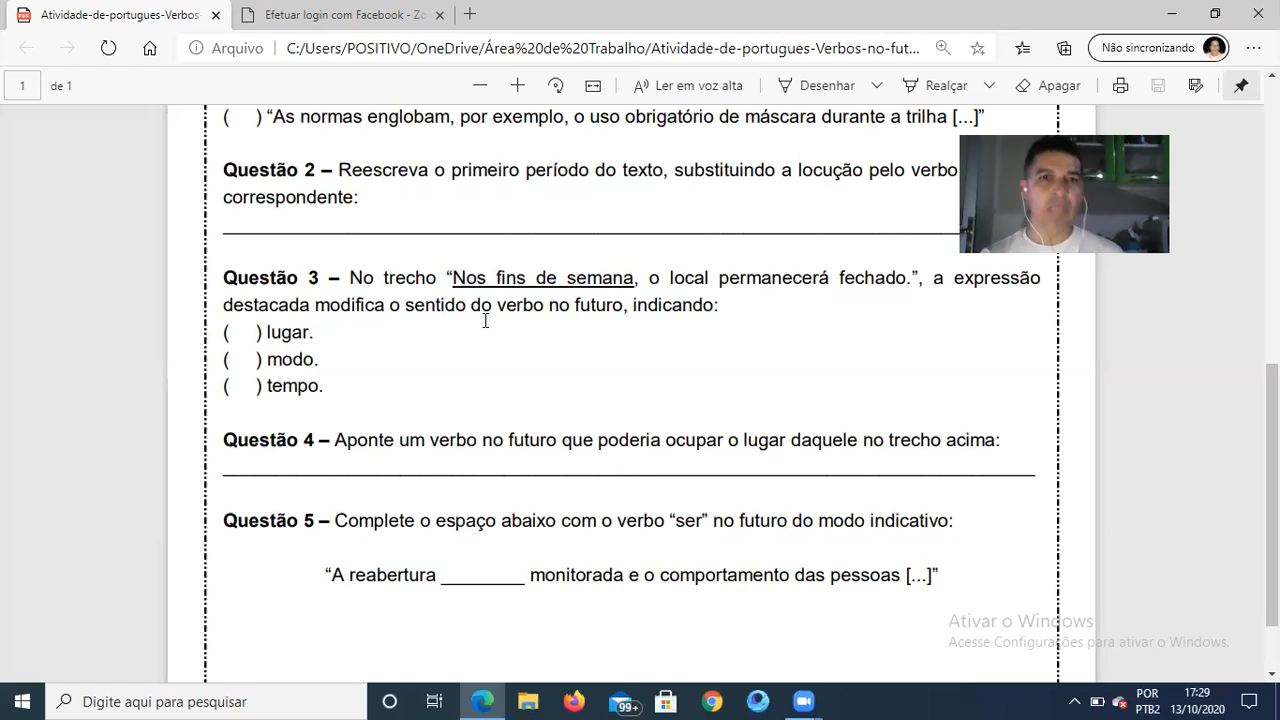 Atividade-de-portugues-Verbos-
Efetuar login com Facebook - Zo
Arquivo
C:/Users/POSITIVO/OneDrive/Área%20de%20Trabalho/Atividade-de-portugues-Verbos-no-fut...
Não sincronizando
1 de 1
Ler em voz alta
Desenhar
Realçar
Apagar
( ) “As normas englobam, por exemplo, o uso obrigatório de máscara durante a trilha [...]”
Questão 2 – Reescreva o primeiro período do texto, substituindo a locução pelo verbo
correspondente:
Questão 3 – No trecho “Nos fins de semana, o local permanecerá fechado.”, a expressão
destacada modifica o sentido do verbo no futuro, indicando:
( ) lugar.
( ) modo.
( ) tempo.
Questão 4 – Aponte um verbo no futuro que poderia ocupar o lugar daquele no trecho acima:
Questão 5 – Complete o espaço abaixo com o verbo “ser” no futuro do modo indicativo:
“A reabertura ________ monitorada e o comportamento das pessoas [...]”
Ativar o Windows
Acesse Configurações para ativar o Windows.
Digite aqui para pesquisar
99+
POR
PTB2
17:29
13/10/2020